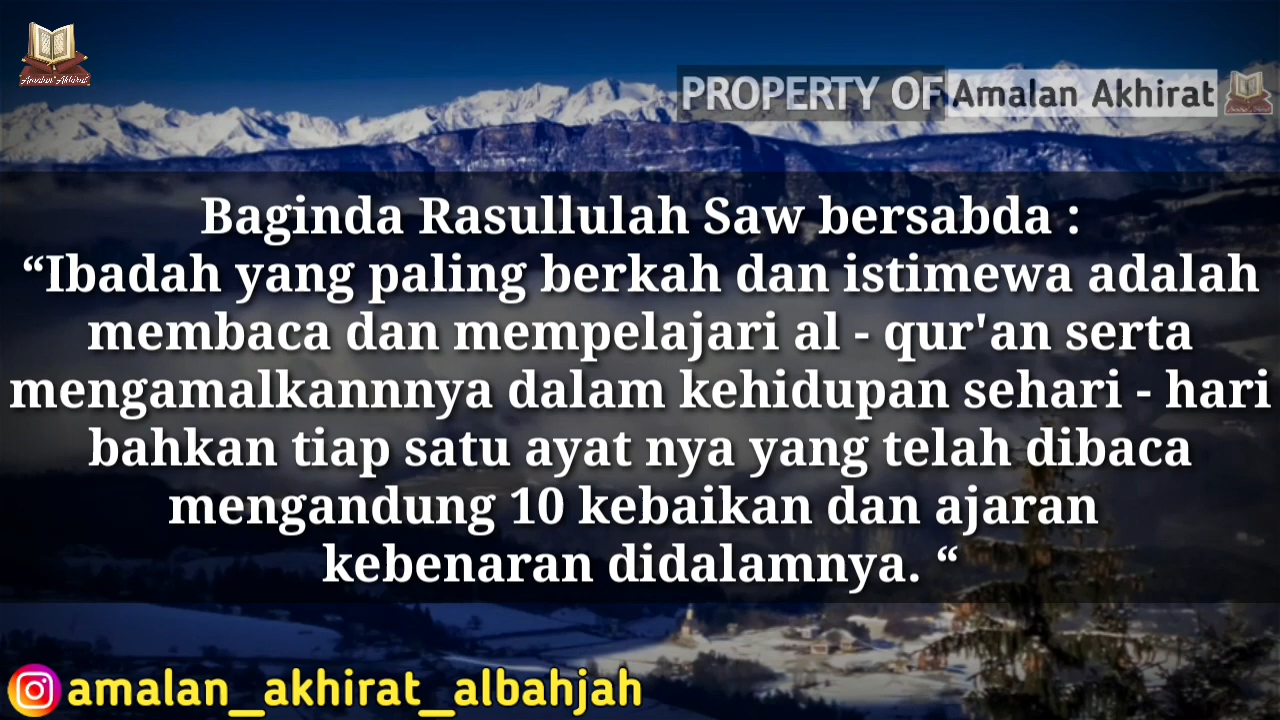 Amalan Akhirat
PROPERTY OF Amalan Akhirat
Baginda Rasullulah Saw bersabda :
“Ibadah yang paling berkah dan istimewa adalah
membaca dan mempelajari al - qur'an serta
mengamalkannnya dalam kehidupan sehari - hari
bahkan tiap satu ayat nya yang telah dibaca
mengandung 10 kebaikan dan ajaran
kebenaran didalamnya. “
amalan_akhirat_albahjah